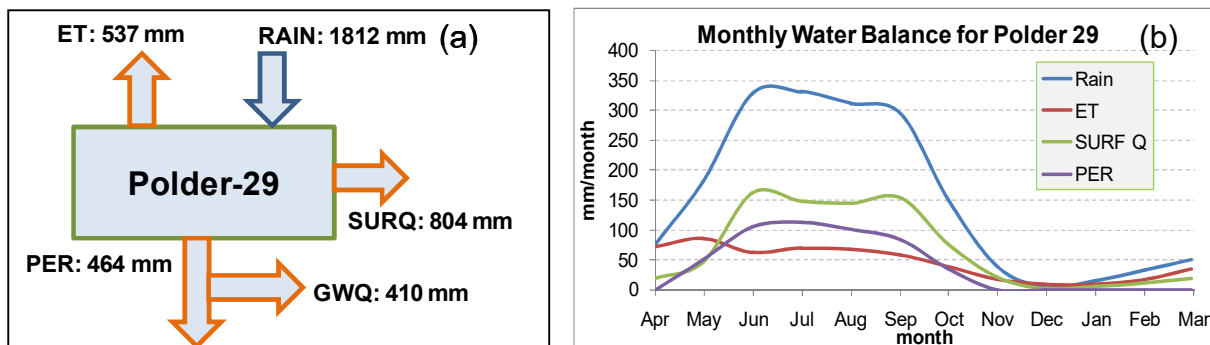 ET: 537 mm
RAIN: 1812 mm
(a)
Polder-29
SURQ: 804 mm
PER: 464 mm
GWQ: 410 mm
Monthly Water Balance for Polder 29
(b)
mm/month
400
350
300
250
200
150
100
50
0
Rain
ET
SURF Q
PER
Apr May Jun Jul Aug Sep Oct Nov Dec Jan Feb Mar
month